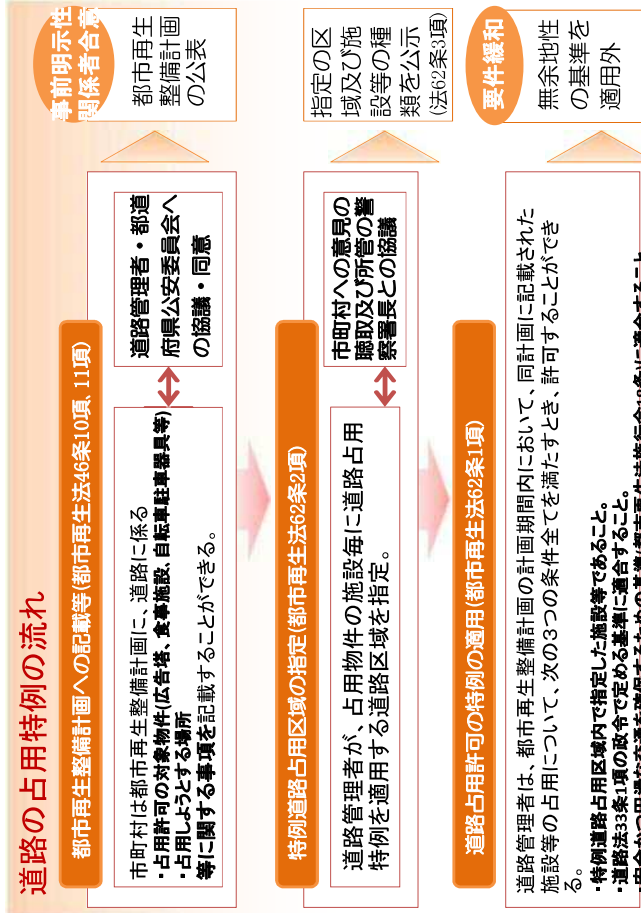 道路の占用特例の流れ
都市再生整備計画への記載等(都市再生法46条10項、11項)
市町村は都市再生整備計画に、道路に係る
・占用許可の対象物件(広告塔、食事施設、自転車駐車器具等)
・占用しようとする場所
等に関する事項を記載することができる。
道路管理者・都道
府県公安委員会へ
の協議・同意
事前明示性
関係者合意
都市再生
整備計画
の公表
特例道路占用区域の指定(都市再生法62条2項)
道路管理者が、占用物件の施設毎に道路占用
特例を適用する道路区域を指定。
市町村への意見の
聴取及び所管の警
察署長との協議
指定の区
域及び施
設等の種
類を公示
(法62条3項)
道路占用許可の特例の適用(都市再生法62条1項)
道路管理者は、都市再生整備計画の計画期間内において、同計画に記載された
施設等の占用について、次の3つの条件全てを満たすとき、許可することができ
る。
・特例道路占用区域内で指定した施設等であること。
・道路法33条1項の政令で定める基準に適合すること。
要件緩和
無余地性
の基準を
適用外